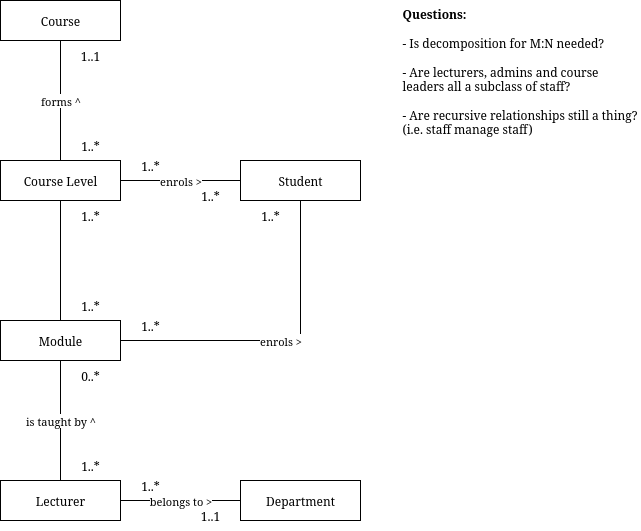 Course
Questions:
- Is decomposition for M:N needed?
1..1
- Are lecturers, admins and course
leaders all a subclass of staff?
forms ^
- Are recursive relationships still a thing?
(i.e. staff manage staff)
1..*
1..*
Course Level
enrols >
Student
1..*
1..*
1..*
1..*
1..*
Module
enrols >
0..*
is taught by ^
1..*
1..*
Lecturer
belongs to >
Department
1..1